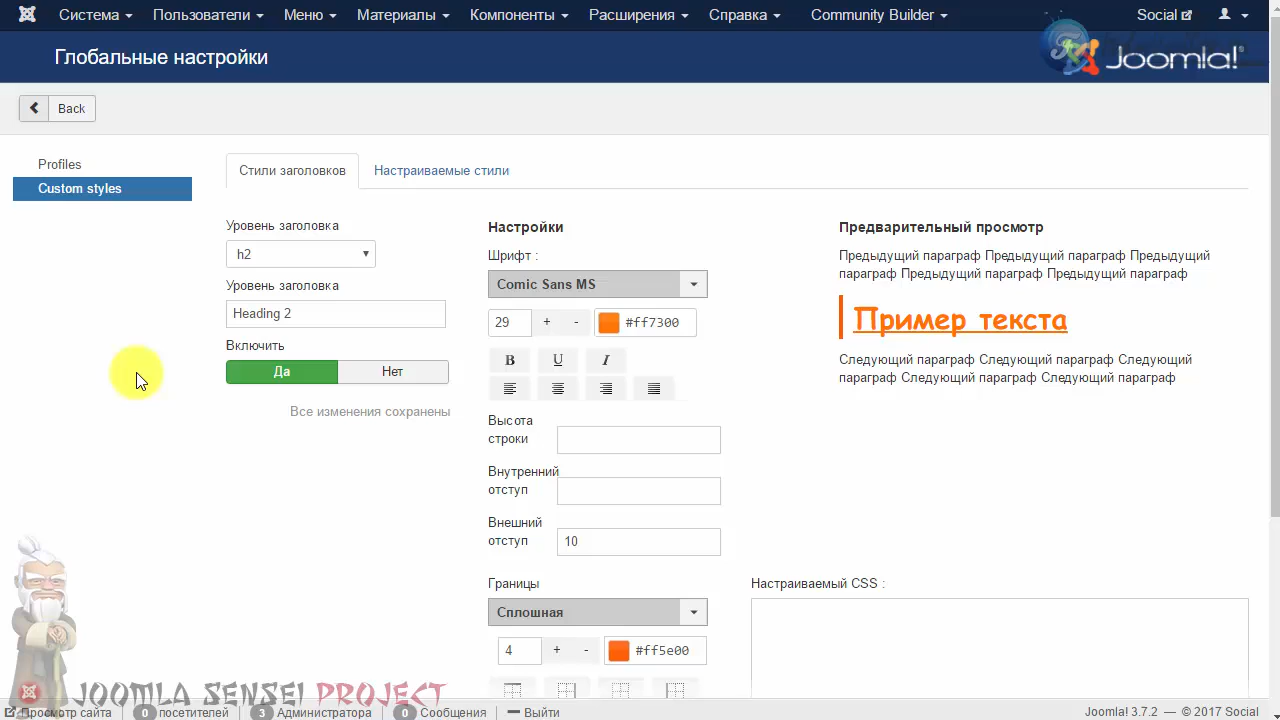 Система Пользователи Меню Материалы Компоненты Расширения Справка Community Builder Social
Глобальные настройки
Joomla!
Back
Profiles
Custom styles
Стили заголовков Настраиваемые стили
Уровень заголовка
h2
Уровень заголовка
Heading 2
Включить
Да Нет
Все изменения сохранены
Настройки
Шрифт :
Comic Sans MS
29 + - #ff7300
B U I
Высота
строки
Внутренний
отступ
Внешний
отступ
10
Границы
Сплошная
4 + - #ff5e00
Предварительный просмотр
Предыдущий параграф Предыдущий параграф Предыдущий
параграф Предыдущий параграф Предыдущий параграф
Пример текста
Следующий параграф Следующий параграф Следующий
параграф Следующий параграф Следующий параграф
Настраиваемый CSS :
JOOMLA SENSEI PROJECT
Просмотр сайта 0 посетителей 3 Администратора 0 Сообщения Выйти
Joomla! 3.7.2 — © 2017 Social